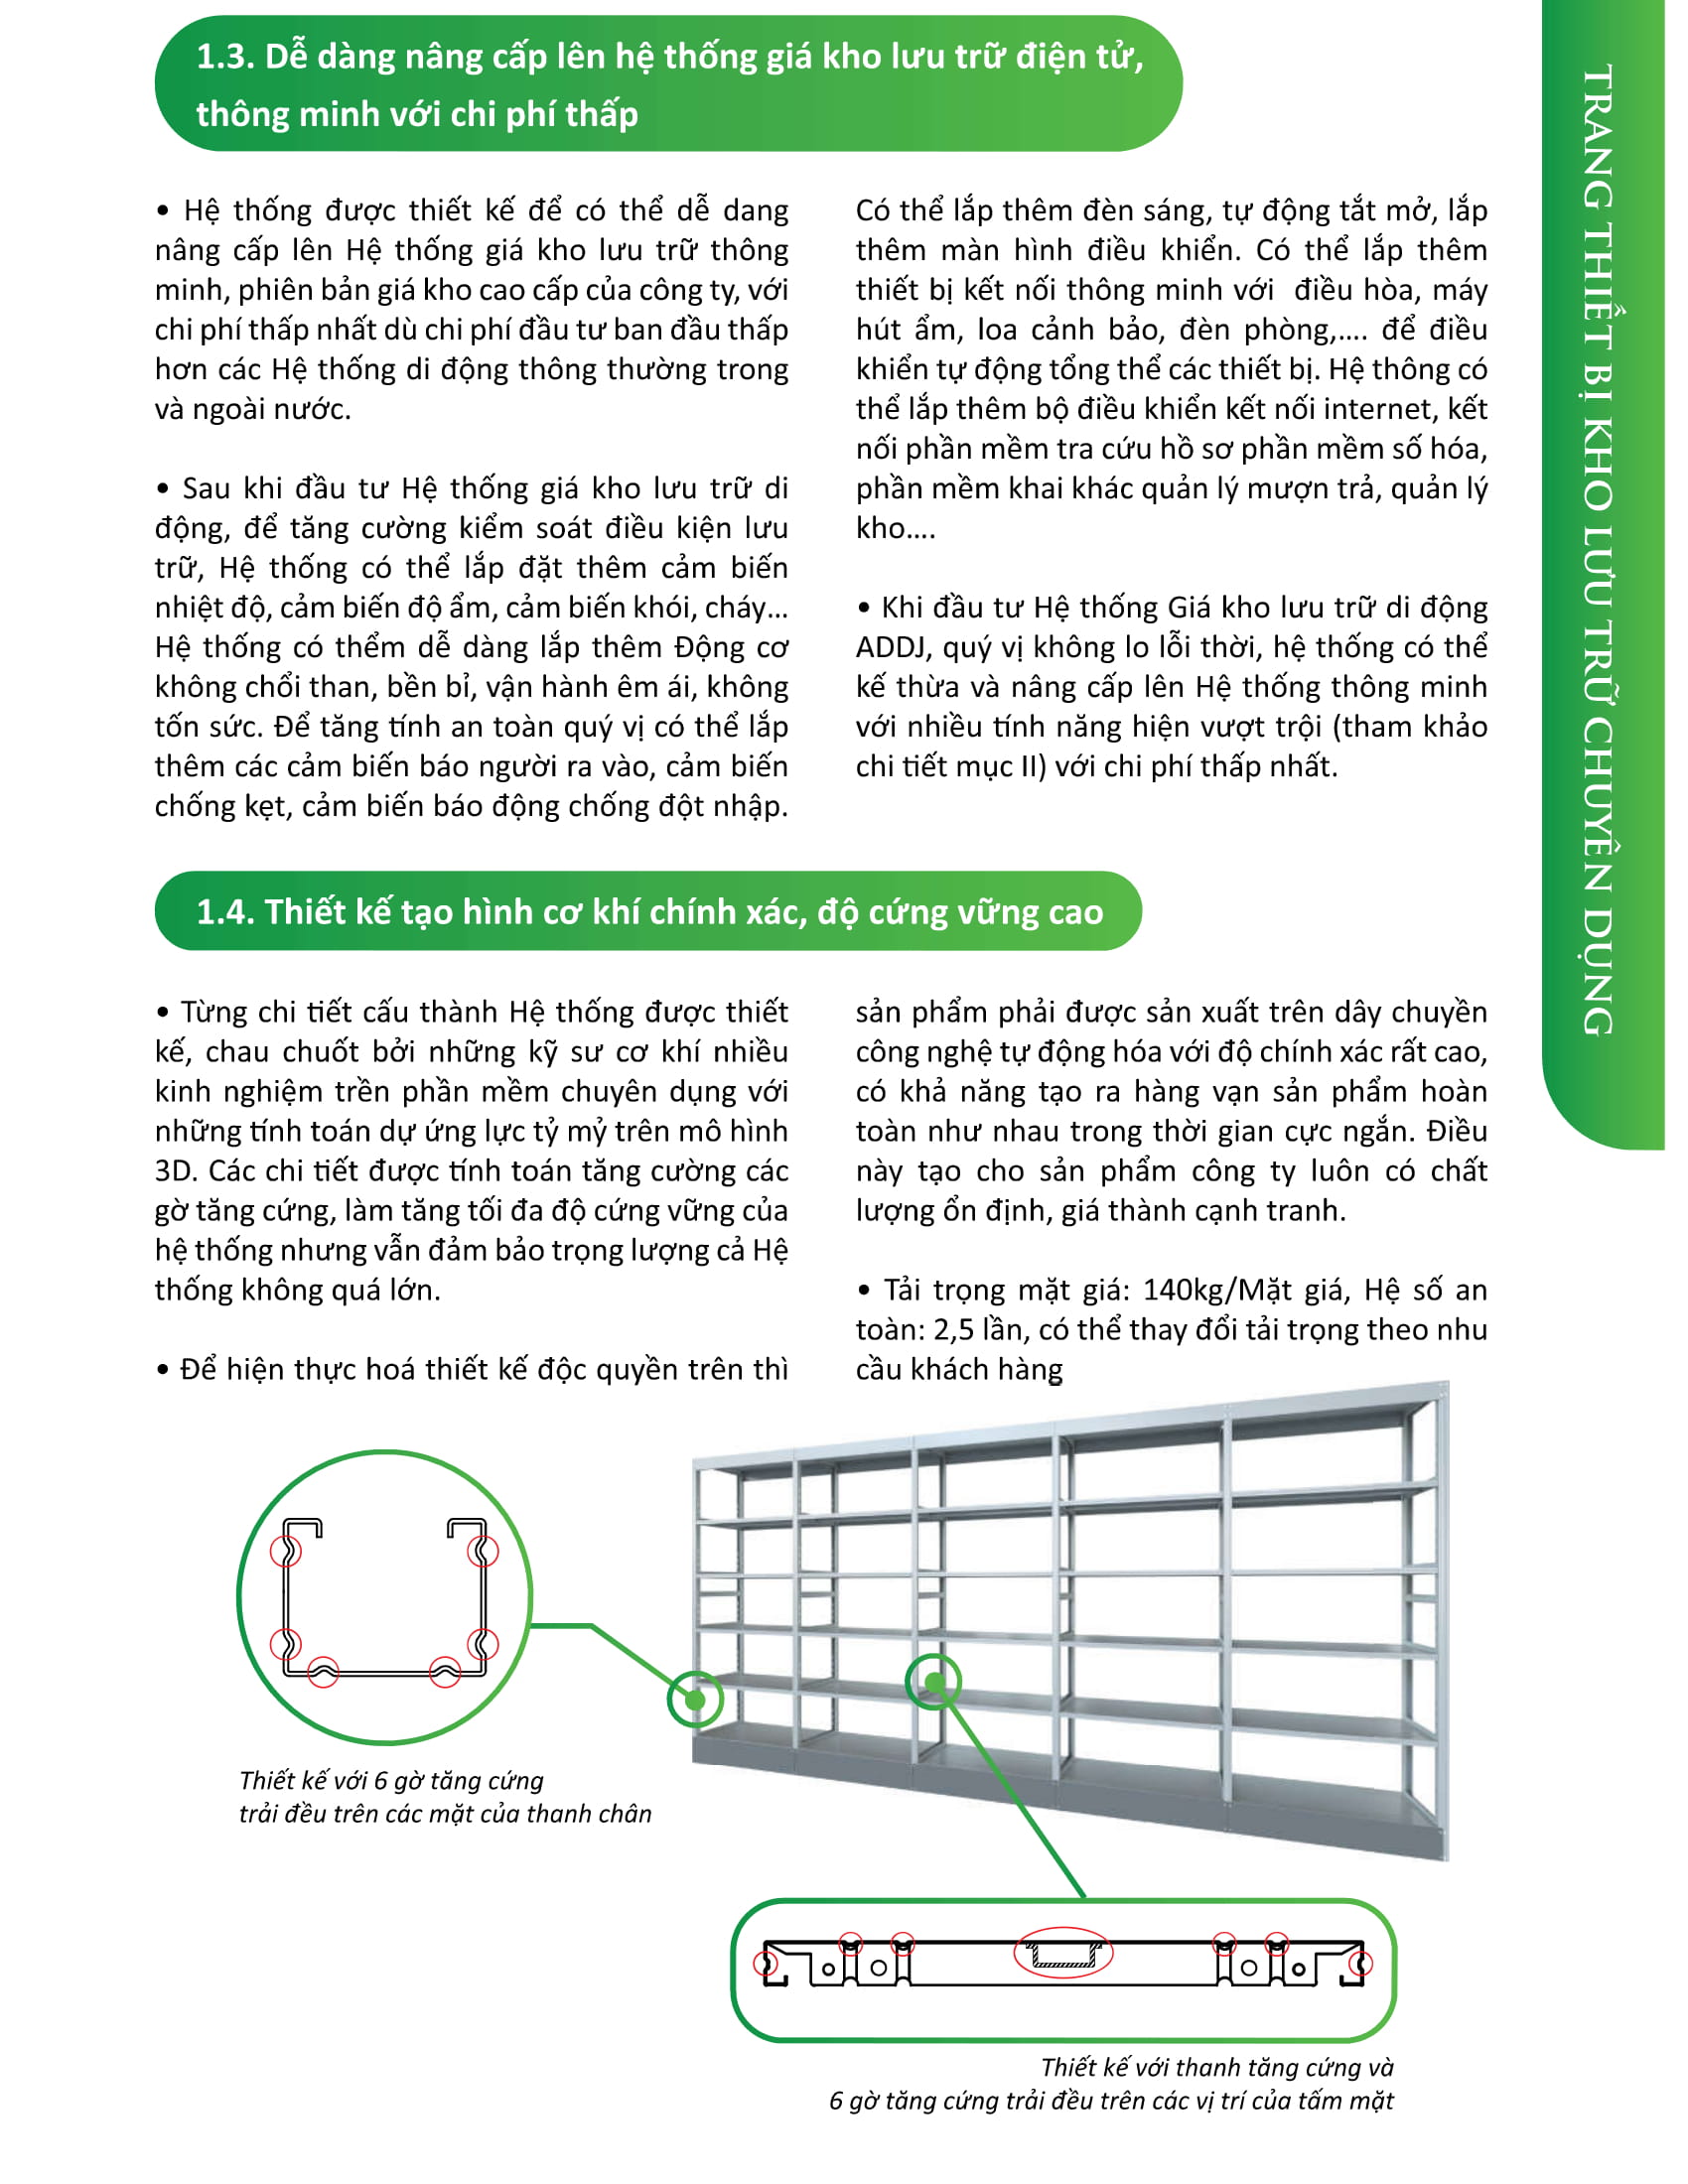 1.3. Dễ dàng nâng cấp lên hệ thống giá kho lưu trữ điện tử,
thông minh với chi phí thấp
• Hệ thống được thiết kế để có thể dễ dang
nâng cấp lên Hệ thống giá kho lưu trữ thông
minh, phiên bản giá kho cao cấp của công ty, với
chi phí thấp nhất dù chi phí đầu tư ban đầu thấp
hơn các Hệ thống di động thông thường trong
và ngoài nước.
• Sau khi đầu tư Hệ thống giá kho lưu trữ di
động, để tăng cường kiểm soát điều kiện lưu
trữ, Hệ thống có thể lắp đặt thêm cảm biến
nhiệt độ, cảm biến độ ẩm, cảm biến khói, cháy...
Hệ thống có thểm dễ dàng lắp thêm Động cơ
không chổi than, bền bỉ, vận hành êm ái, không
tốn sức. Để tăng tính an toàn quý vị có thể lắp
thêm các cảm biến báo người ra vào, cảm biến
chống kẹt, cảm biến báo động chống đột nhập.
Có thể lắp thêm đèn sáng, tự động tắt mở, lắp
thêm màn hình điều khiển. Có thể lắp thêm
thiết bị kết nối thông minh với điều hòa, máy
hút ẩm, loa cảnh bảo, đèn phòng,.... để điều
khiển tự động tổng thể các thiết bị. Hệ thông có
thể lắp thêm bộ điều khiển kết nối internet, kết
nối phần mềm tra cứu hồ sơ phần mềm số hóa,
phần mềm khai khác quản lý mượn trả, quản lý
kho....
• Khi đầu tư Hệ thống Giá kho lưu trữ di động
ADDJ, quý vị không lo lỗi thời, hệ thống có thể
kế thừa và nâng cấp lên Hệ thống thông minh
với nhiều tính năng hiện vượt trội (tham khảo
chi tiết mục II) với chi phí thấp nhất.
1.4. Thiết kế tạo hình cơ khí chính xác, độ cứng vững cao
• Từng chi tiết cấu thành Hệ thống được thiết
kế, chau chuốt bởi những kỹ sư cơ khí nhiều
kinh nghiệm trền phần mềm chuyên dụng với
những tính toán dự ứng lực tỷ mỷ trên mô hình
3D. Các chi tiết được tính toán tăng cường các
gờ tăng cứng, làm tăng tối đa độ cứng vững của
hệ thống nhưng vẫn đảm bảo trọng lượng cả Hệ
thống không quá lớn.
• Để hiện thực hoá thiết kế độc quyền trên thì
sản phẩm phải được sản xuất trên dây chuyền
công nghệ tự động hóa với độ chính xác rất cao,
có khả năng tạo ra hàng vạn sản phẩm hoàn
toàn như nhau trong thời gian cực ngắn. Điều
này tạo cho sản phẩm công ty luôn có chất
lượng ổn định, giá thành cạnh tranh.
• Tải trọng mặt giá: 140kg/Mặt giá, Hệ số an
toàn: 2,5 lần, có thể thay đổi tải trọng theo nhu
cầu khách hàng
Thiết kế với 6 gờ tăng cứng
trải đều trên các mặt của thanh chân
Thiết kế với thanh tăng cứng và
6 gờ tăng cứng trải đều trên các vị trí của tấm mặt
TRANG THIẾT BỊ KHO LƯU TRỮ CHUYÊN DỤNG